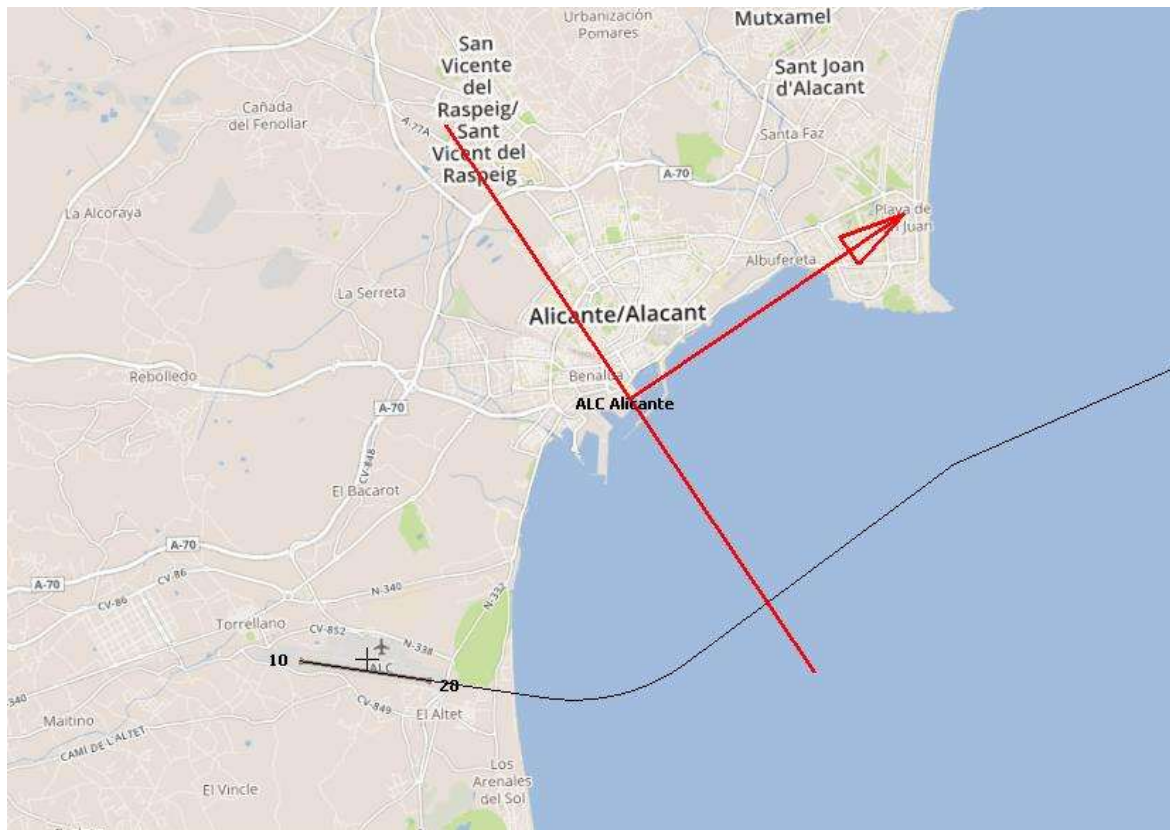 Urbanización
Pomares
Mutxamel
San
Vicente
del
Raspeig/
Sant
Vicent del
Raspeig
Sant Joan
d'Alacant
Cañada
del Fenollar
A-77A
Santa Faz
A-70
La Alcoraya
Playa de
Juan
Albufereta
La Serreta
Alicante/Alacant
Rebolledo
Benalúa
ALC Alicante
A-70
CV-848
El Bacarot
A-70
A-70
CV-86
CV-86
N-340
N-332
Torrellano
CV-852
N-338
10
ALC
28
N-340
CV-849
El Altet
Maitino
CAMÍ DE L'ALTET
Los
Arenales
del Sol
El Vincle